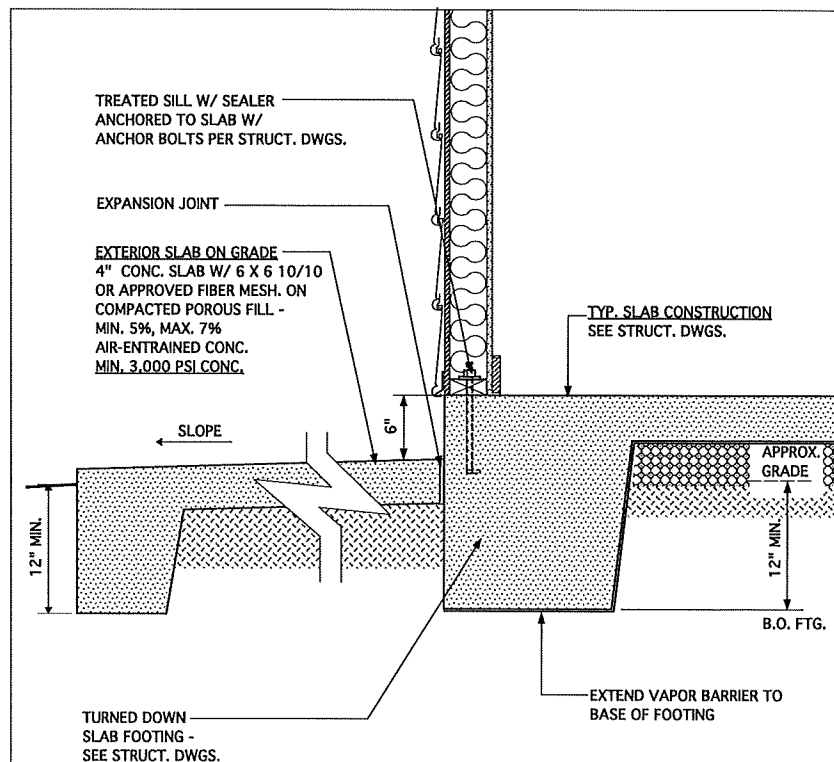 TREATED SILL W/ SEALER
ANCHORED TO SLAB W/
ANCHOR BOLTS PER STRUCT. DWGS.
EXPANSION JOINT
EXTERIOR SLAB ON GRADE
4" CONC. SLAB W/ 6 X 6 10/10
OR APPROVED FIBER MESH. ON
COMPACTED POROUS FILL -
MIN. 5%, MAX. 7%
AIR-ENTRAINED CONC.
MIN. 3,000 PSI CONC.
TYP. SLAB CONSTRUCTION
SEE STRUCT. DWGS.
6"
SLOPE
APPROX.
GRADE
12" MIN.
12" MIN.
B.O. FTG.
EXTEND VAPOR BARRIER TO
BASE OF FOOTING
TURNED DOWN
SLAB FOOTING -
SEE STRUCT. DWGS.